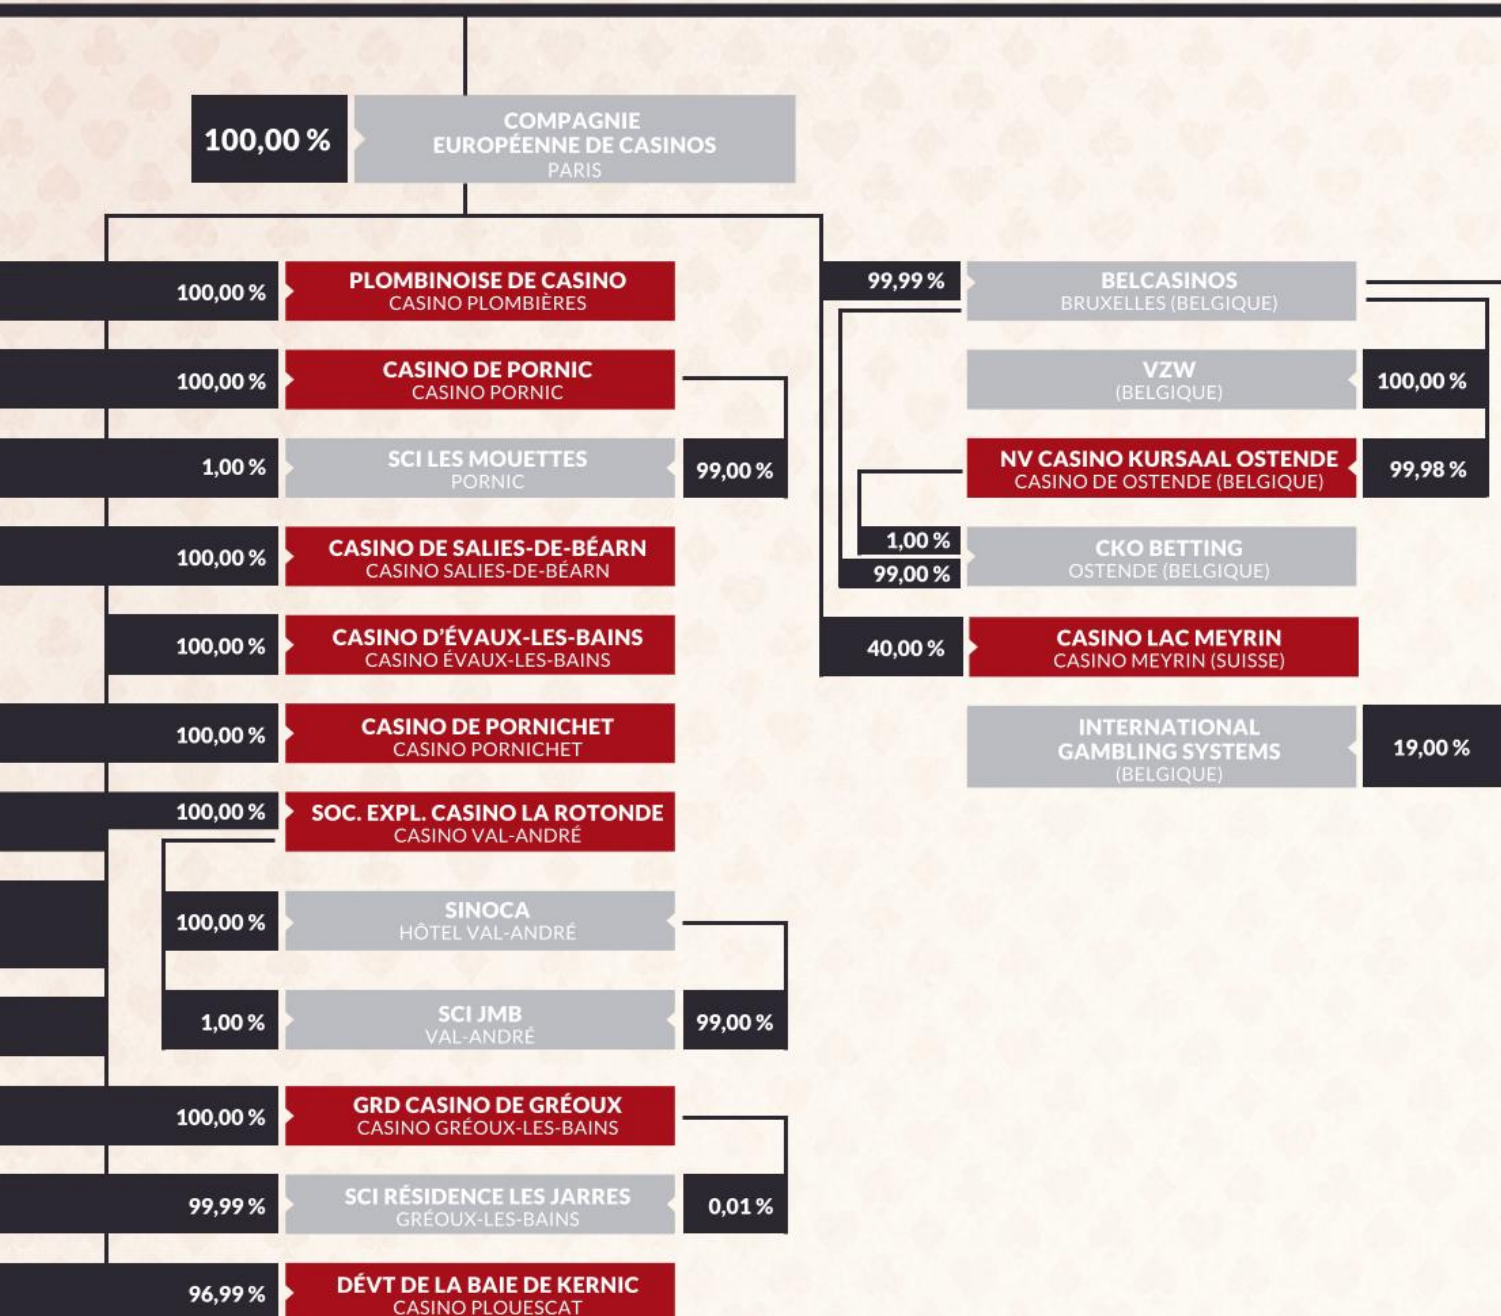 100,00 %
COMPAGNIE
EUROPÉENNE DE CASINOS
PARIS
100,00 %
PLOMBINOISE DE CASINO
CASINO PLOMBIÈRES
100,00 %
CASINO DE PORNIC
CASINO PORNIC
1,00 %
SCI LES MOUETTES
PORNIC
99,00 %
100,00 %
CASINO DE SALIES-DE-BÉARN
CASINO SALIES-DE-BÉARN
100,00 %
CASINO D'ÉVAUX-LES-BAINS
CASINO ÉVAUX-LES-BAINS
100,00 %
CASINO DE PORNICHET
CASINO PORNICHET
100,00 %
SOC. EXPL. CASINO LA ROTONDE
CASINO VAL-ANDRÉ
100,00 %
SINOCA
HÔTEL VAL-ANDRÉ
1,00 %
SCI JMB
VAL-ANDRÉ
99,00 %
100,00 %
GRD CASINO DE GRÉOUX
CASINO GRÉOUX-LES-BAINS
99,99 %
SCI RÉSIDENCE LES JARRES
GRÉOUX-LES-BAINS
0,01 %
96,99 %
DÉVT DE LA BAIE DE KERNIC
CASINO PLOUESCAT
99,99 %
BELCASINOS
BRUXELLES (BELGIQUE)
VZW
(BELGIQUE)
100,00 %
NV CASINO KURSAAL OSTENDE
CASINO DE OSTENDE (BELGIQUE)
99,98 %
1,00 %
99,00 %
CKO BETTING
OSTENDE (BELGIQUE)
40,00 %
CASINO LAC MEYRIN
CASINO MEYRIN (SUISSE)
INTERNATIONAL
GAMBLING SYSTEMS
(BELGIQUE)
19,00 %